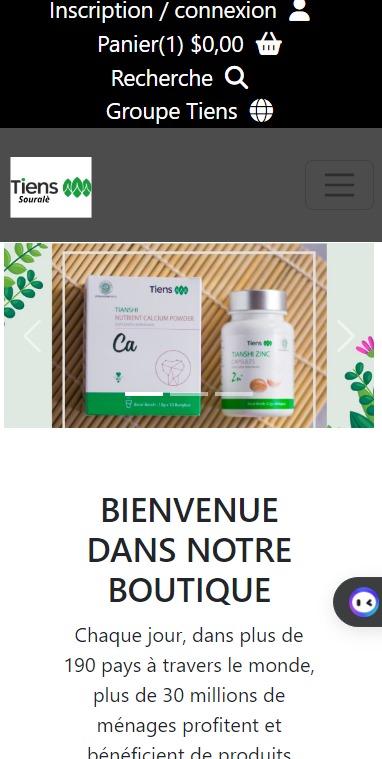 Inscription / connexion
Panier(1) $0,00
Recherche
Groupe Tiens
Tiens
Souralè
Tiens
TIANSHI
NUTRIENT CALCIUM POWDER
Ca
Tiens
TIANSHI ZINC
CAPSULES
Zn
BIENVENUE
DANS NOTRE
BOUTIQUE
Chaque jour, dans plus de
190 pays à travers le monde,
plus de 30 millions de
ménages profitent et
bénéficient de produits